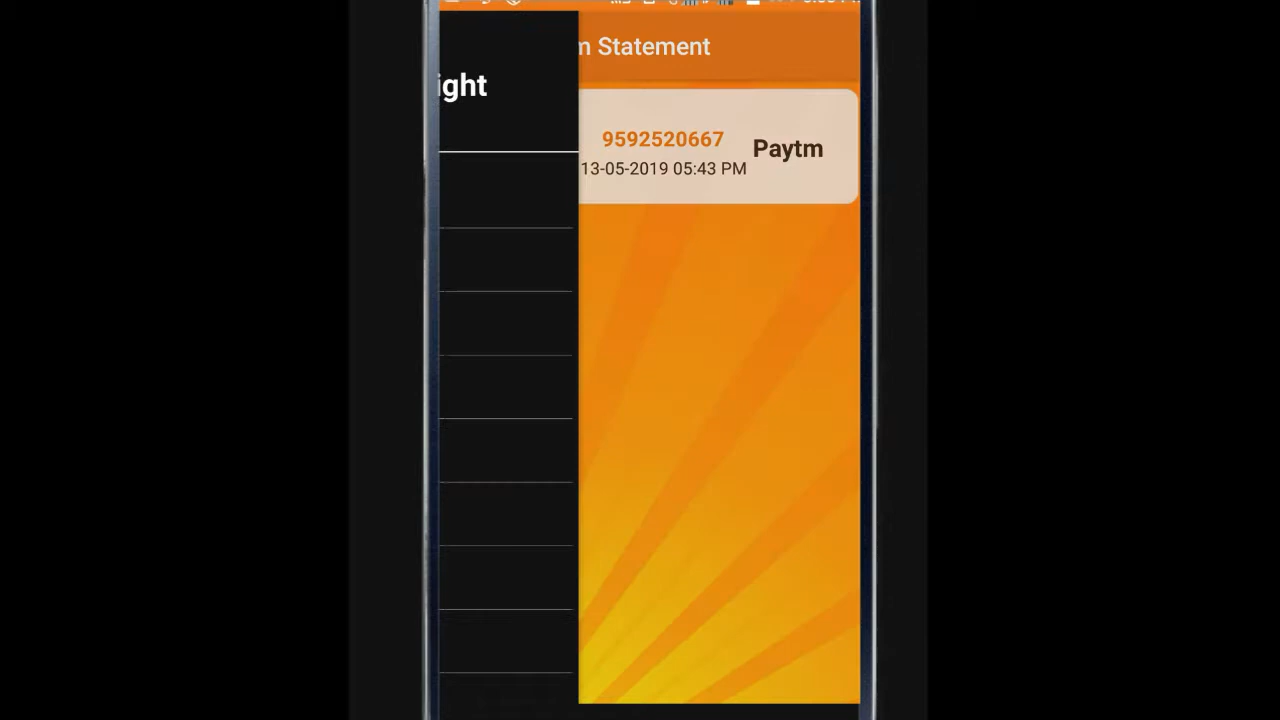 m Statement
ight
9592520667
Paytm
13-05-2019 05:43 PM